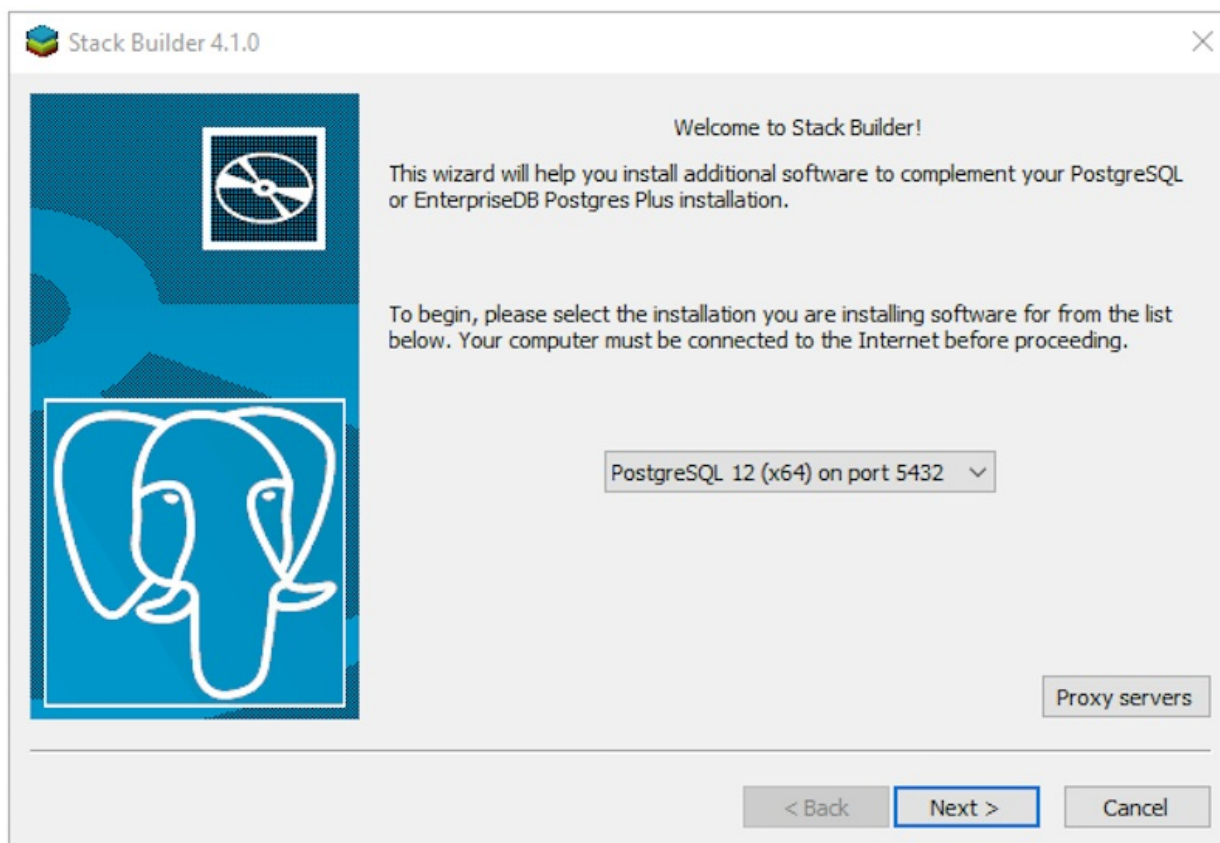 Stack Builder 4.1.0
Welcome to Stack Builder!
This wizard will help you install additional software to complement your PostgreSQL
or EnterpriseDB Postgres Plus installation.
To begin, please select the installation you are installing software for from the list
below. Your computer must be connected to the Internet before proceeding.
PostgreSQL 12 (x64) on port 5432
Proxy servers
< Back Next > Cancel